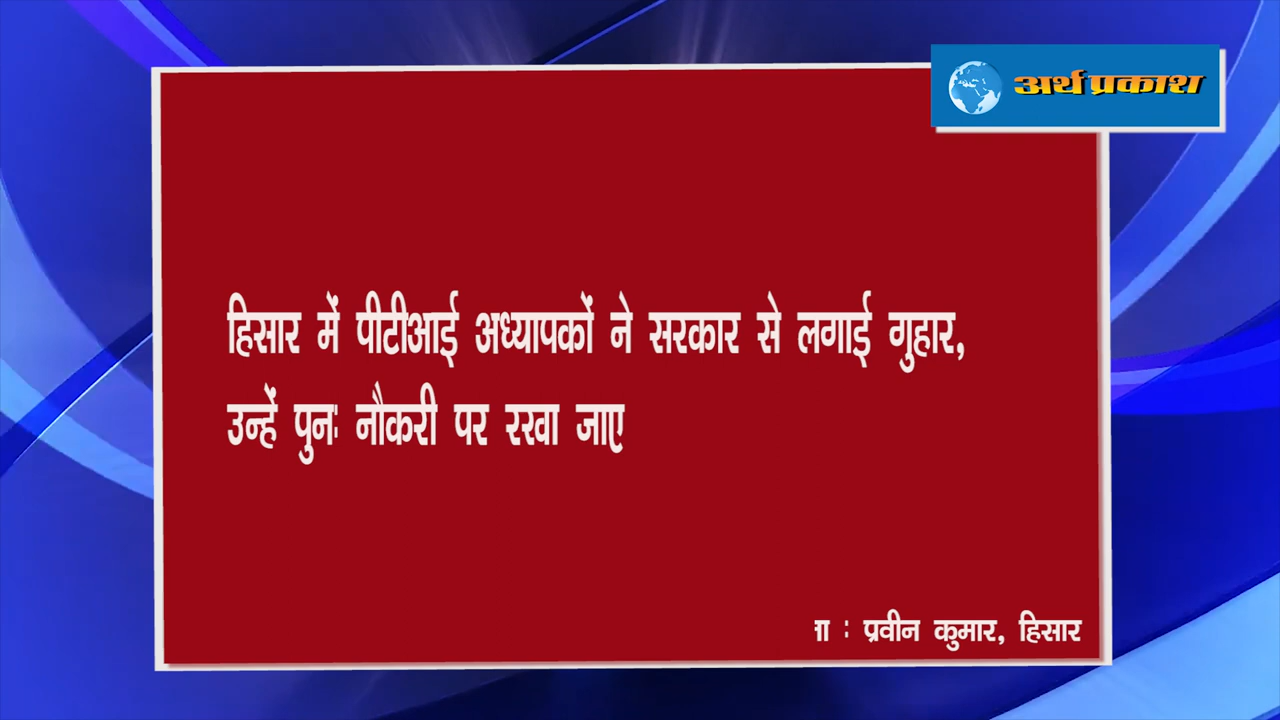 अर्थ प्रकाश
हिसार में पीटीआई अध्यापकों ने सरकार से लगाई गुहार,
उन्हें पुनः नौकरी पर रखा जाए
: प्रवीन कुमार, हिसार